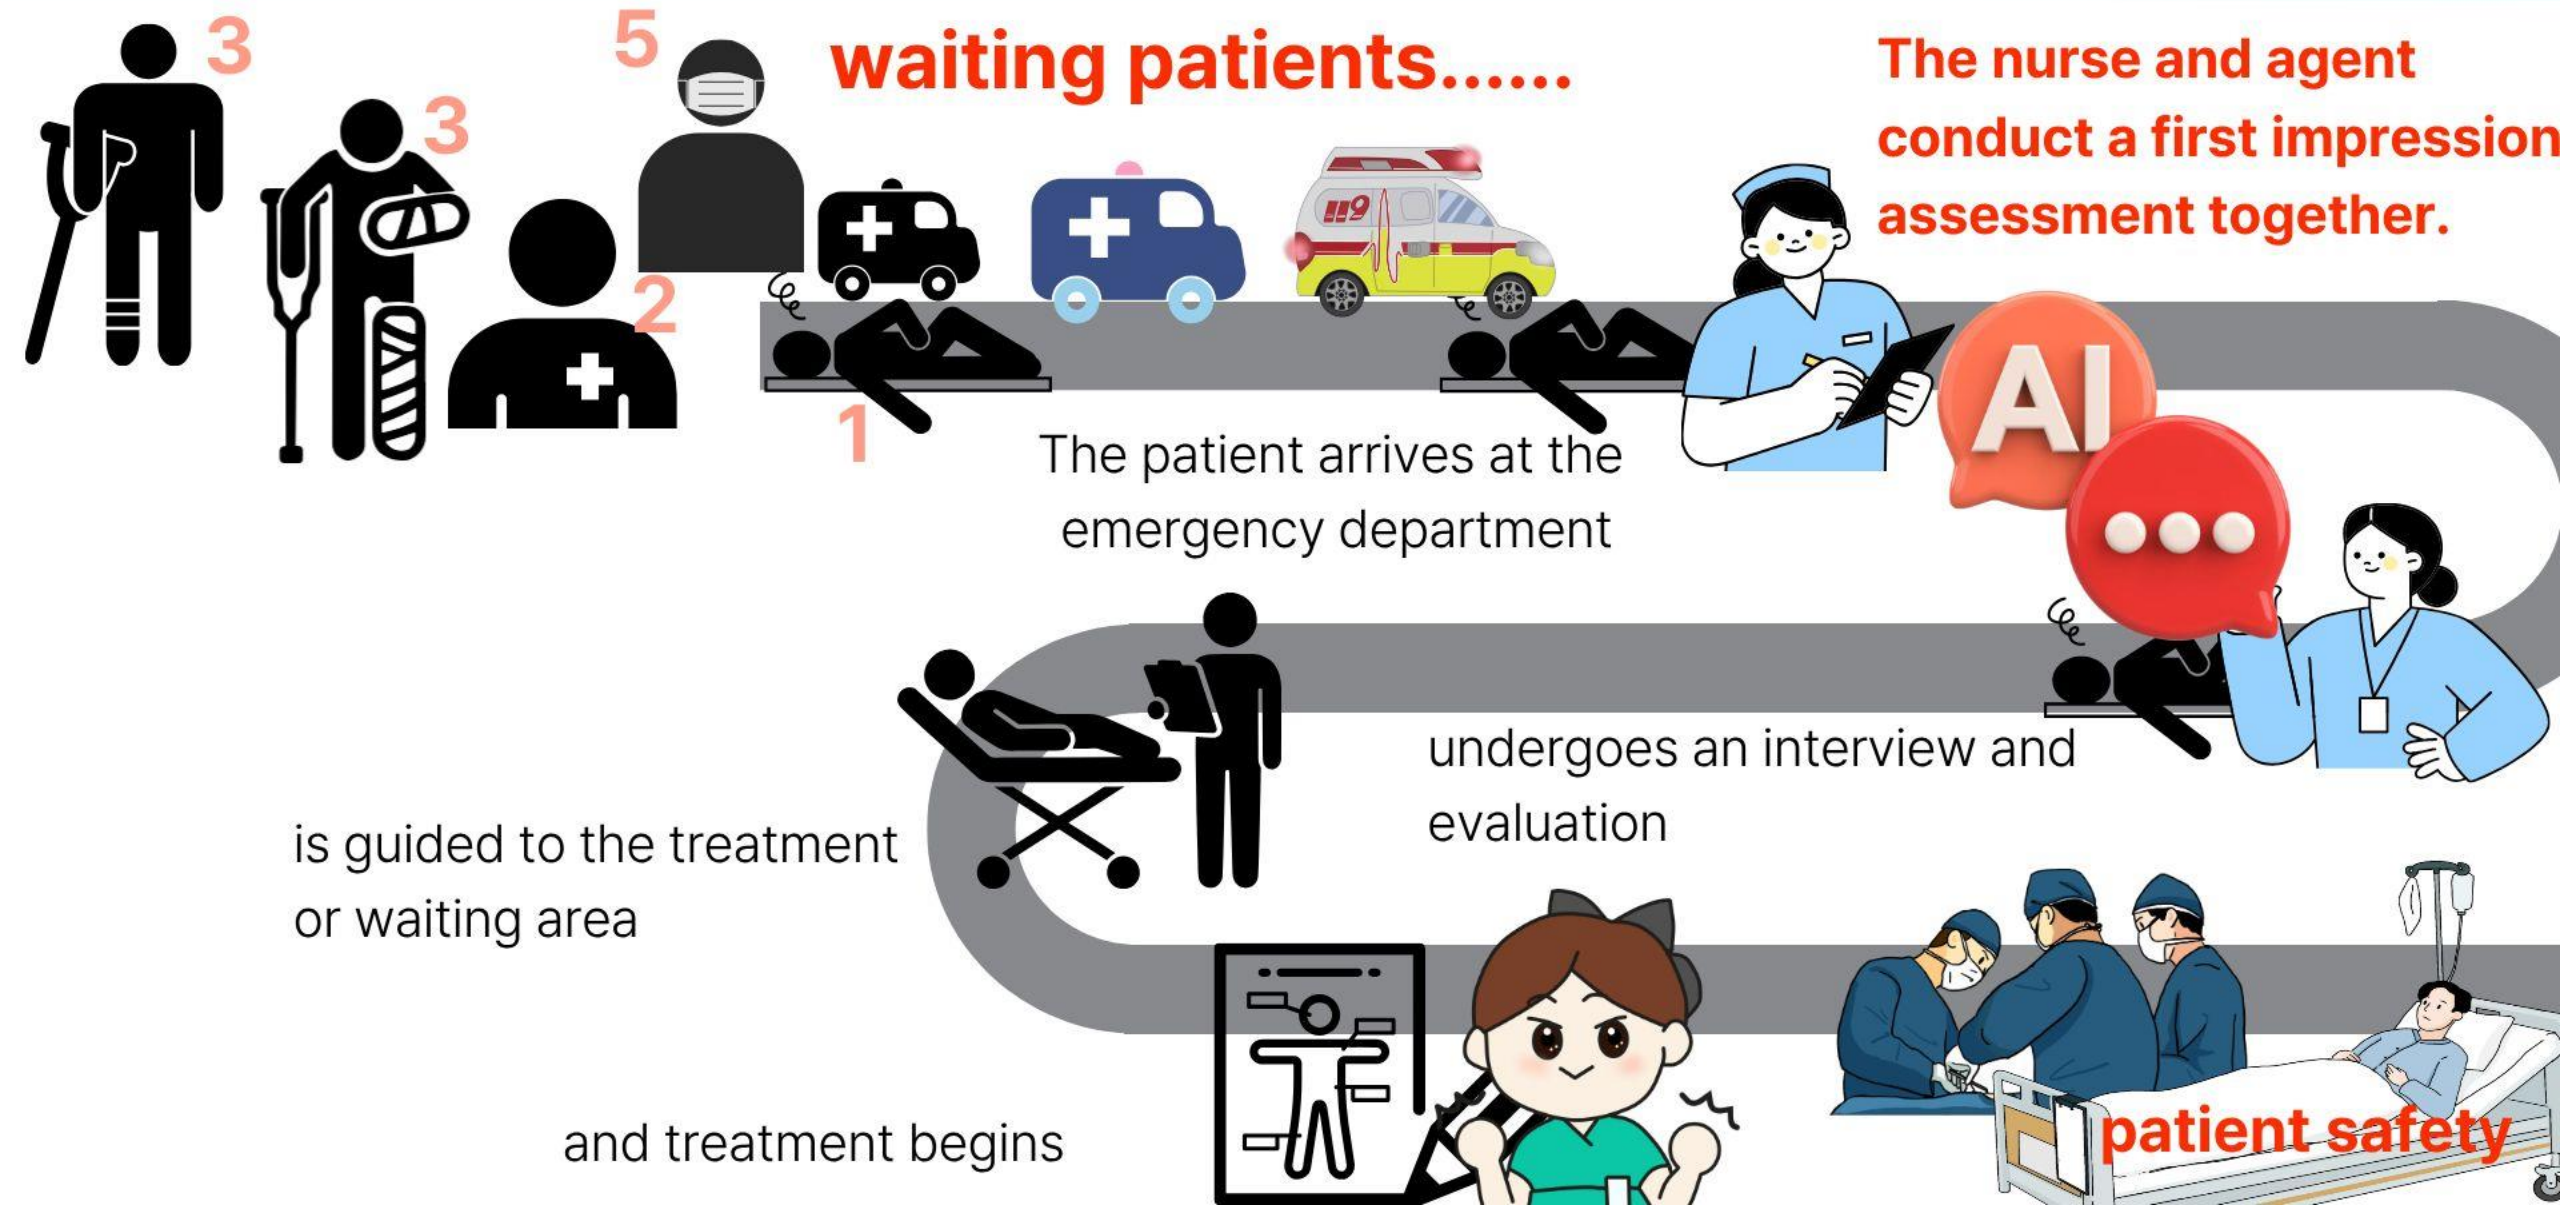 3
3
5
2
1
waiting patients......
119
The nurse and agent
conduct a first impression
assessment together.
AI
The patient arrives at the
emergency department
undergoes an interview and
evaluation
is guided to the treatment
or waiting area
and treatment begins
patient safety